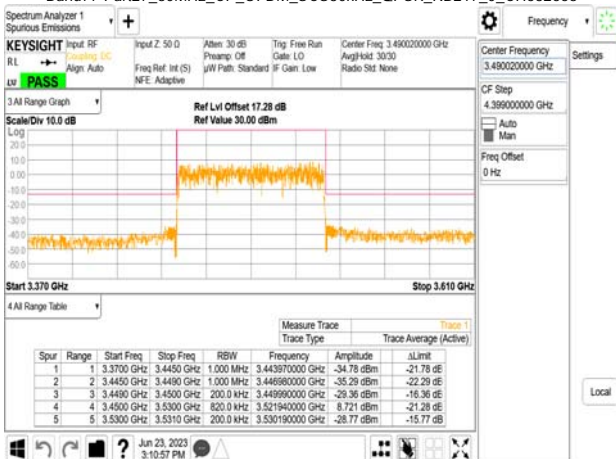 Spectrum Analyzer 1
Spurious Emissions
Frequency
Settings
KEYSIGHT Input: RF Input Z: 50 Ω Atten: 30 dB Trig: Free Run Center Freq: 3.490020000 GHz
RL Coupling: DC Preamp: Off Gate: LO Avg|Hold: 30/30
Align: Auto Freq Ref: Int (S) µW Path: Standard IF Gain: Low Radio Std: None
LU PASS NFE: Adaptive
Center Frequency
3.490020000 GHz
CF Step
4.399000000 GHz
Auto
Man
Freq Offset
0 Hz
3 All Range Graph
Ref Lvl Offset 17.28 dB
Scale/Div 10.0 dB Ref Value 30.00 dBm
Log
20.0
10.0
0.00
-10.0
-20.0
-30.0
-40.0
-50.0
-60.0
Start 3.370 GHz Stop 3.610 GHz
4 All Range Table
Measure Trace Trace 1
Trace Type Trace Average (Active)
Spur Range Start Freq Stop Freq RBW Frequency Amplitude ΔLimit
1 1 3.3700 GHz 3.4450 GHz 1.000 MHz 3.443970000 GHz -34.78 dBm -21.78 dB
2 2 3.4450 GHz 3.4490 GHz 1.000 MHz 3.446980000 GHz -35.29 dBm -22.29 dB
3 3 3.4490 GHz 3.4500 GHz 200.0 kHz 3.449990000 GHz -29.36 dBm -16.36 dB
4 4 3.4500 GHz 3.5300 GHz 820.0 kHz 3.521940000 GHz 8.721 dBm -21.28 dB
5 5 3.5300 GHz 3.5310 GHz 200.0 kHz 3.530190000 GHz -28.77 dBm -15.77 dB
Local
Jun 23, 2023
3:10:57 PM